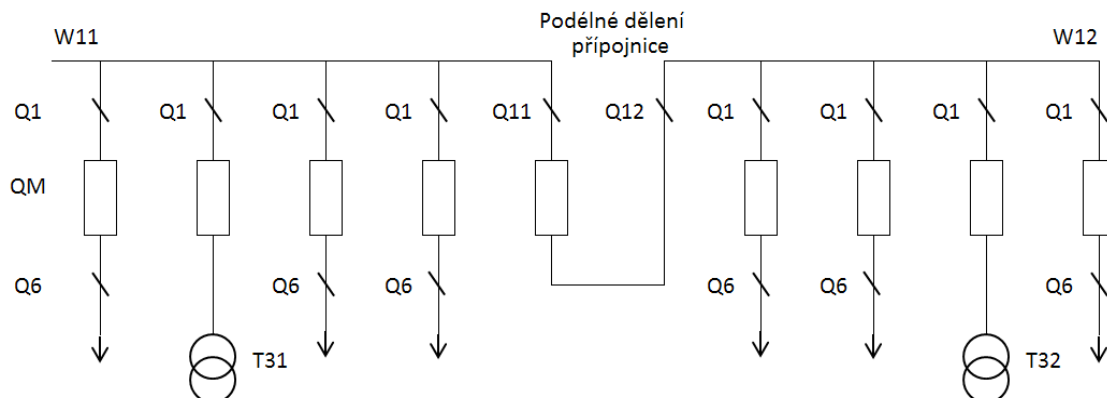 Podélné dělení
přípojnice
W11
W12
Q1
Q1
Q1
Q1
Q11
Q12
Q1
Q1
Q1
Q1
QM
Q6
Q6
Q6
Q6
Q6
Q6
T31
T32